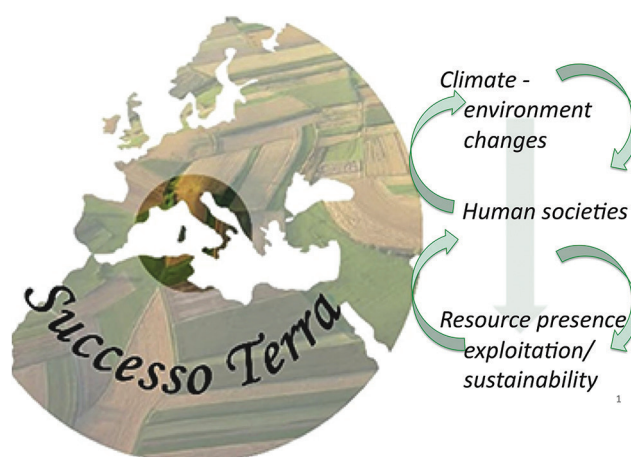 Successo Terra
Climate -
environment
changes
Human societies
Resource presence
exploitation/
sustainability
1